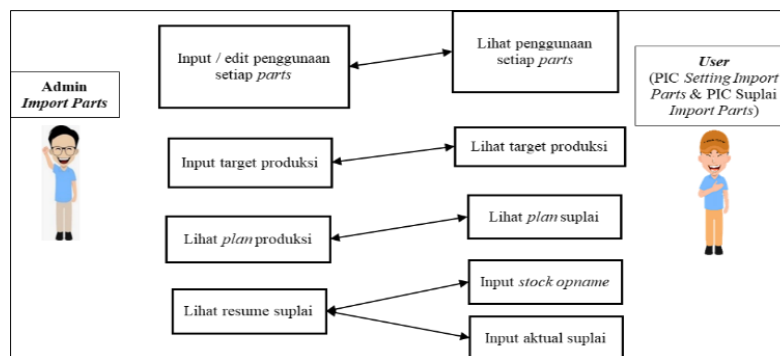 Admin
Import Parts
Input / edit penggunaan
setiap parts
Lihat penggunaan
setiap parts
User
(PIC Setting Import
Parts & PIC Suplai
Import Parts)
Input target produksi
Lihat target produksi
Lihat plan produksi
Lihat plan suplai
Lihat resume suplai
Input stock opname
Input aktual suplai